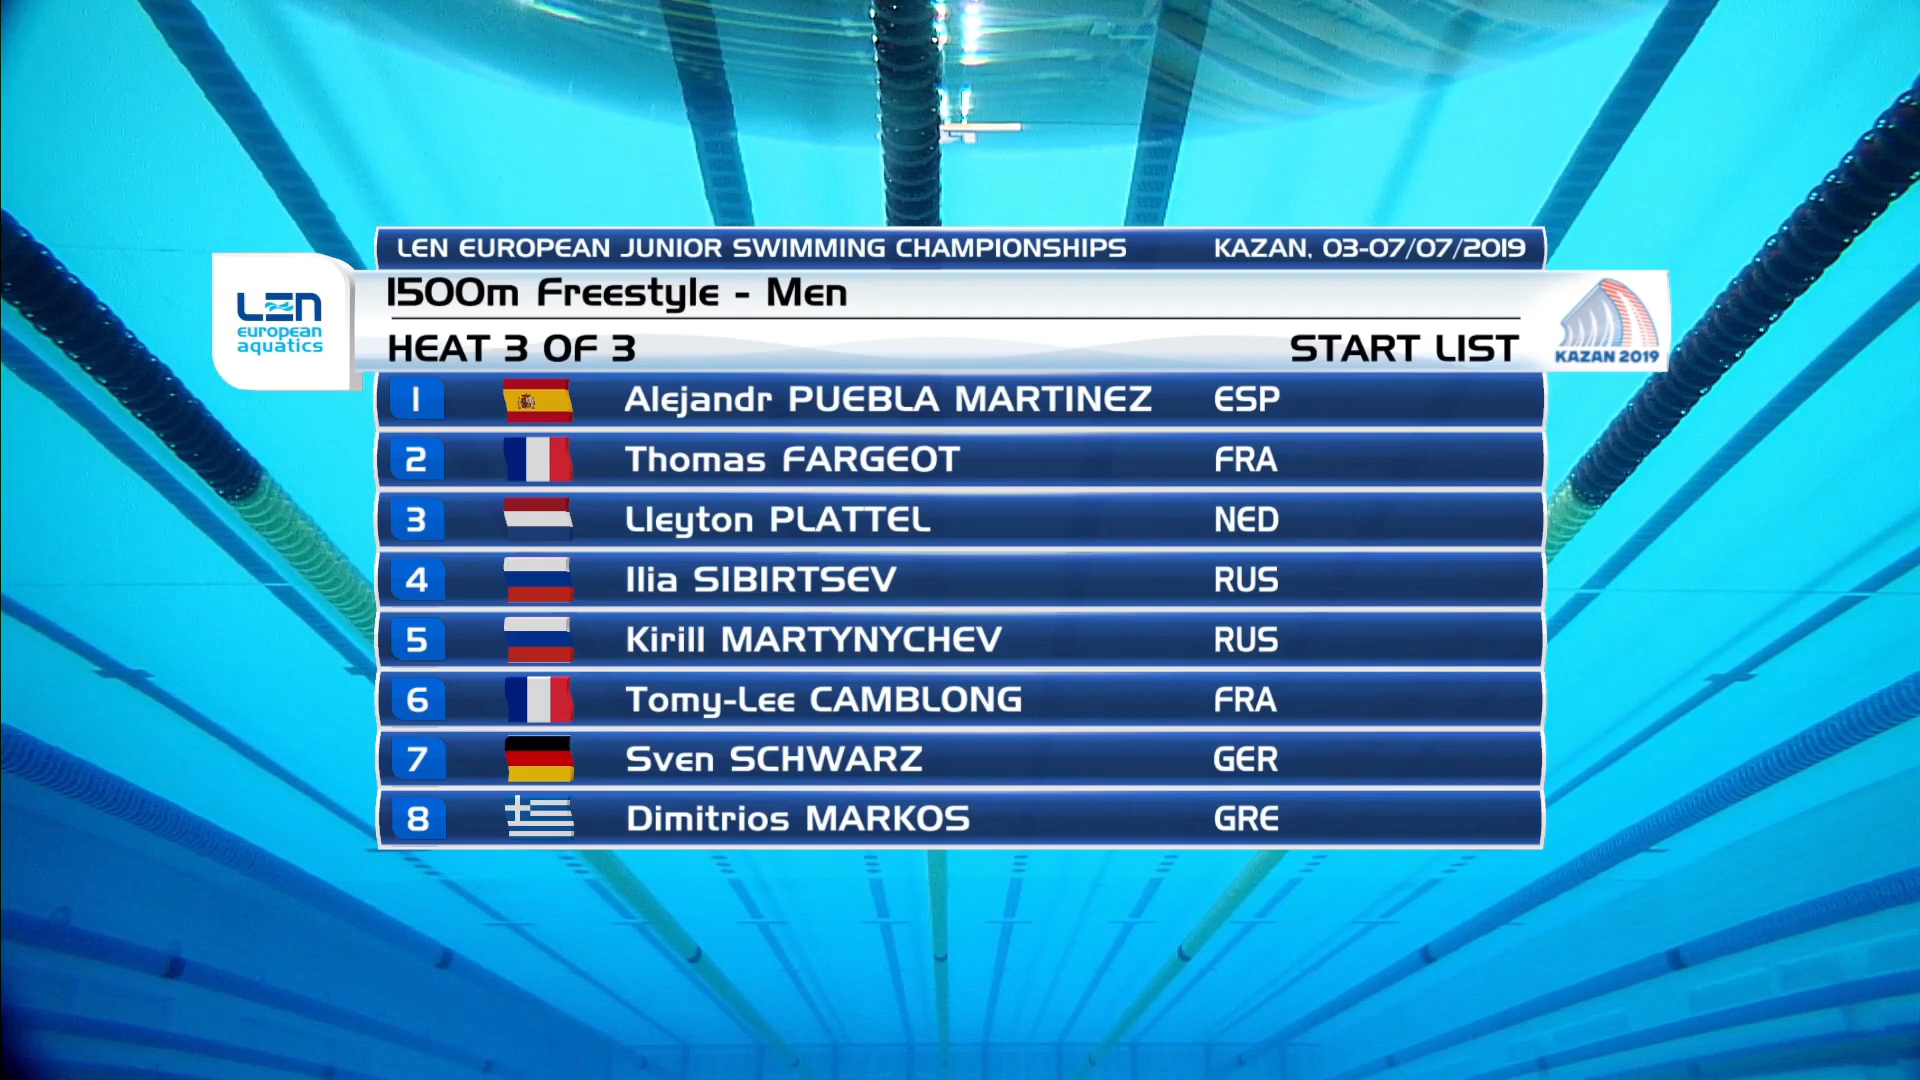 LEN EUROPEAN JUNIOR SWIMMING CHAMPIONSHIPS KAZAN, 03-07/07/2019
LEN
european
aquatics
1500m Freestyle - Men
HEAT 3 OF 3 START LIST
KAZAN 2019
1 Alejandr PUEBLA MARTINEZ ESP
2 Thomas FARGEOT FRA
3 Lleyton PLATTEL NED
4 Ilia SIBIRTSEV RUS
5 Kirill MARTYNYCHEV RUS
6 Tomy-Lee CAMBLONG FRA
7 Sven SCHWARZ GER
8 Dimitrios MARKOS GRE